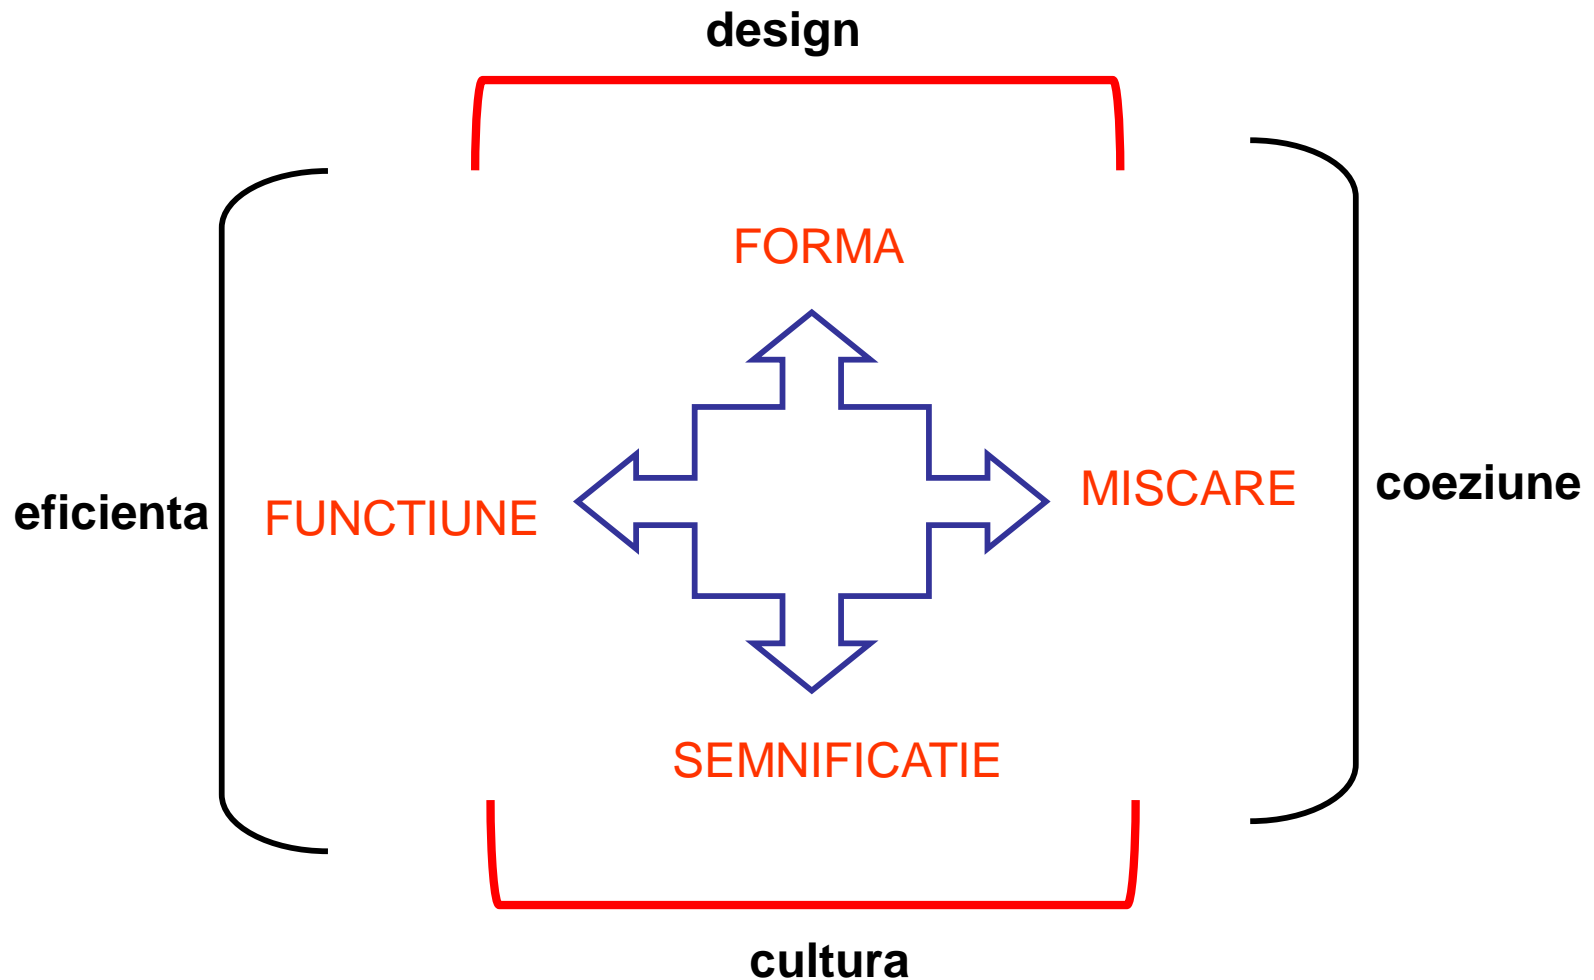 design
FORMA
eficienta
FUNCTIUNE
MISCARE
coeziune
SEMNIFICATIE
cultura